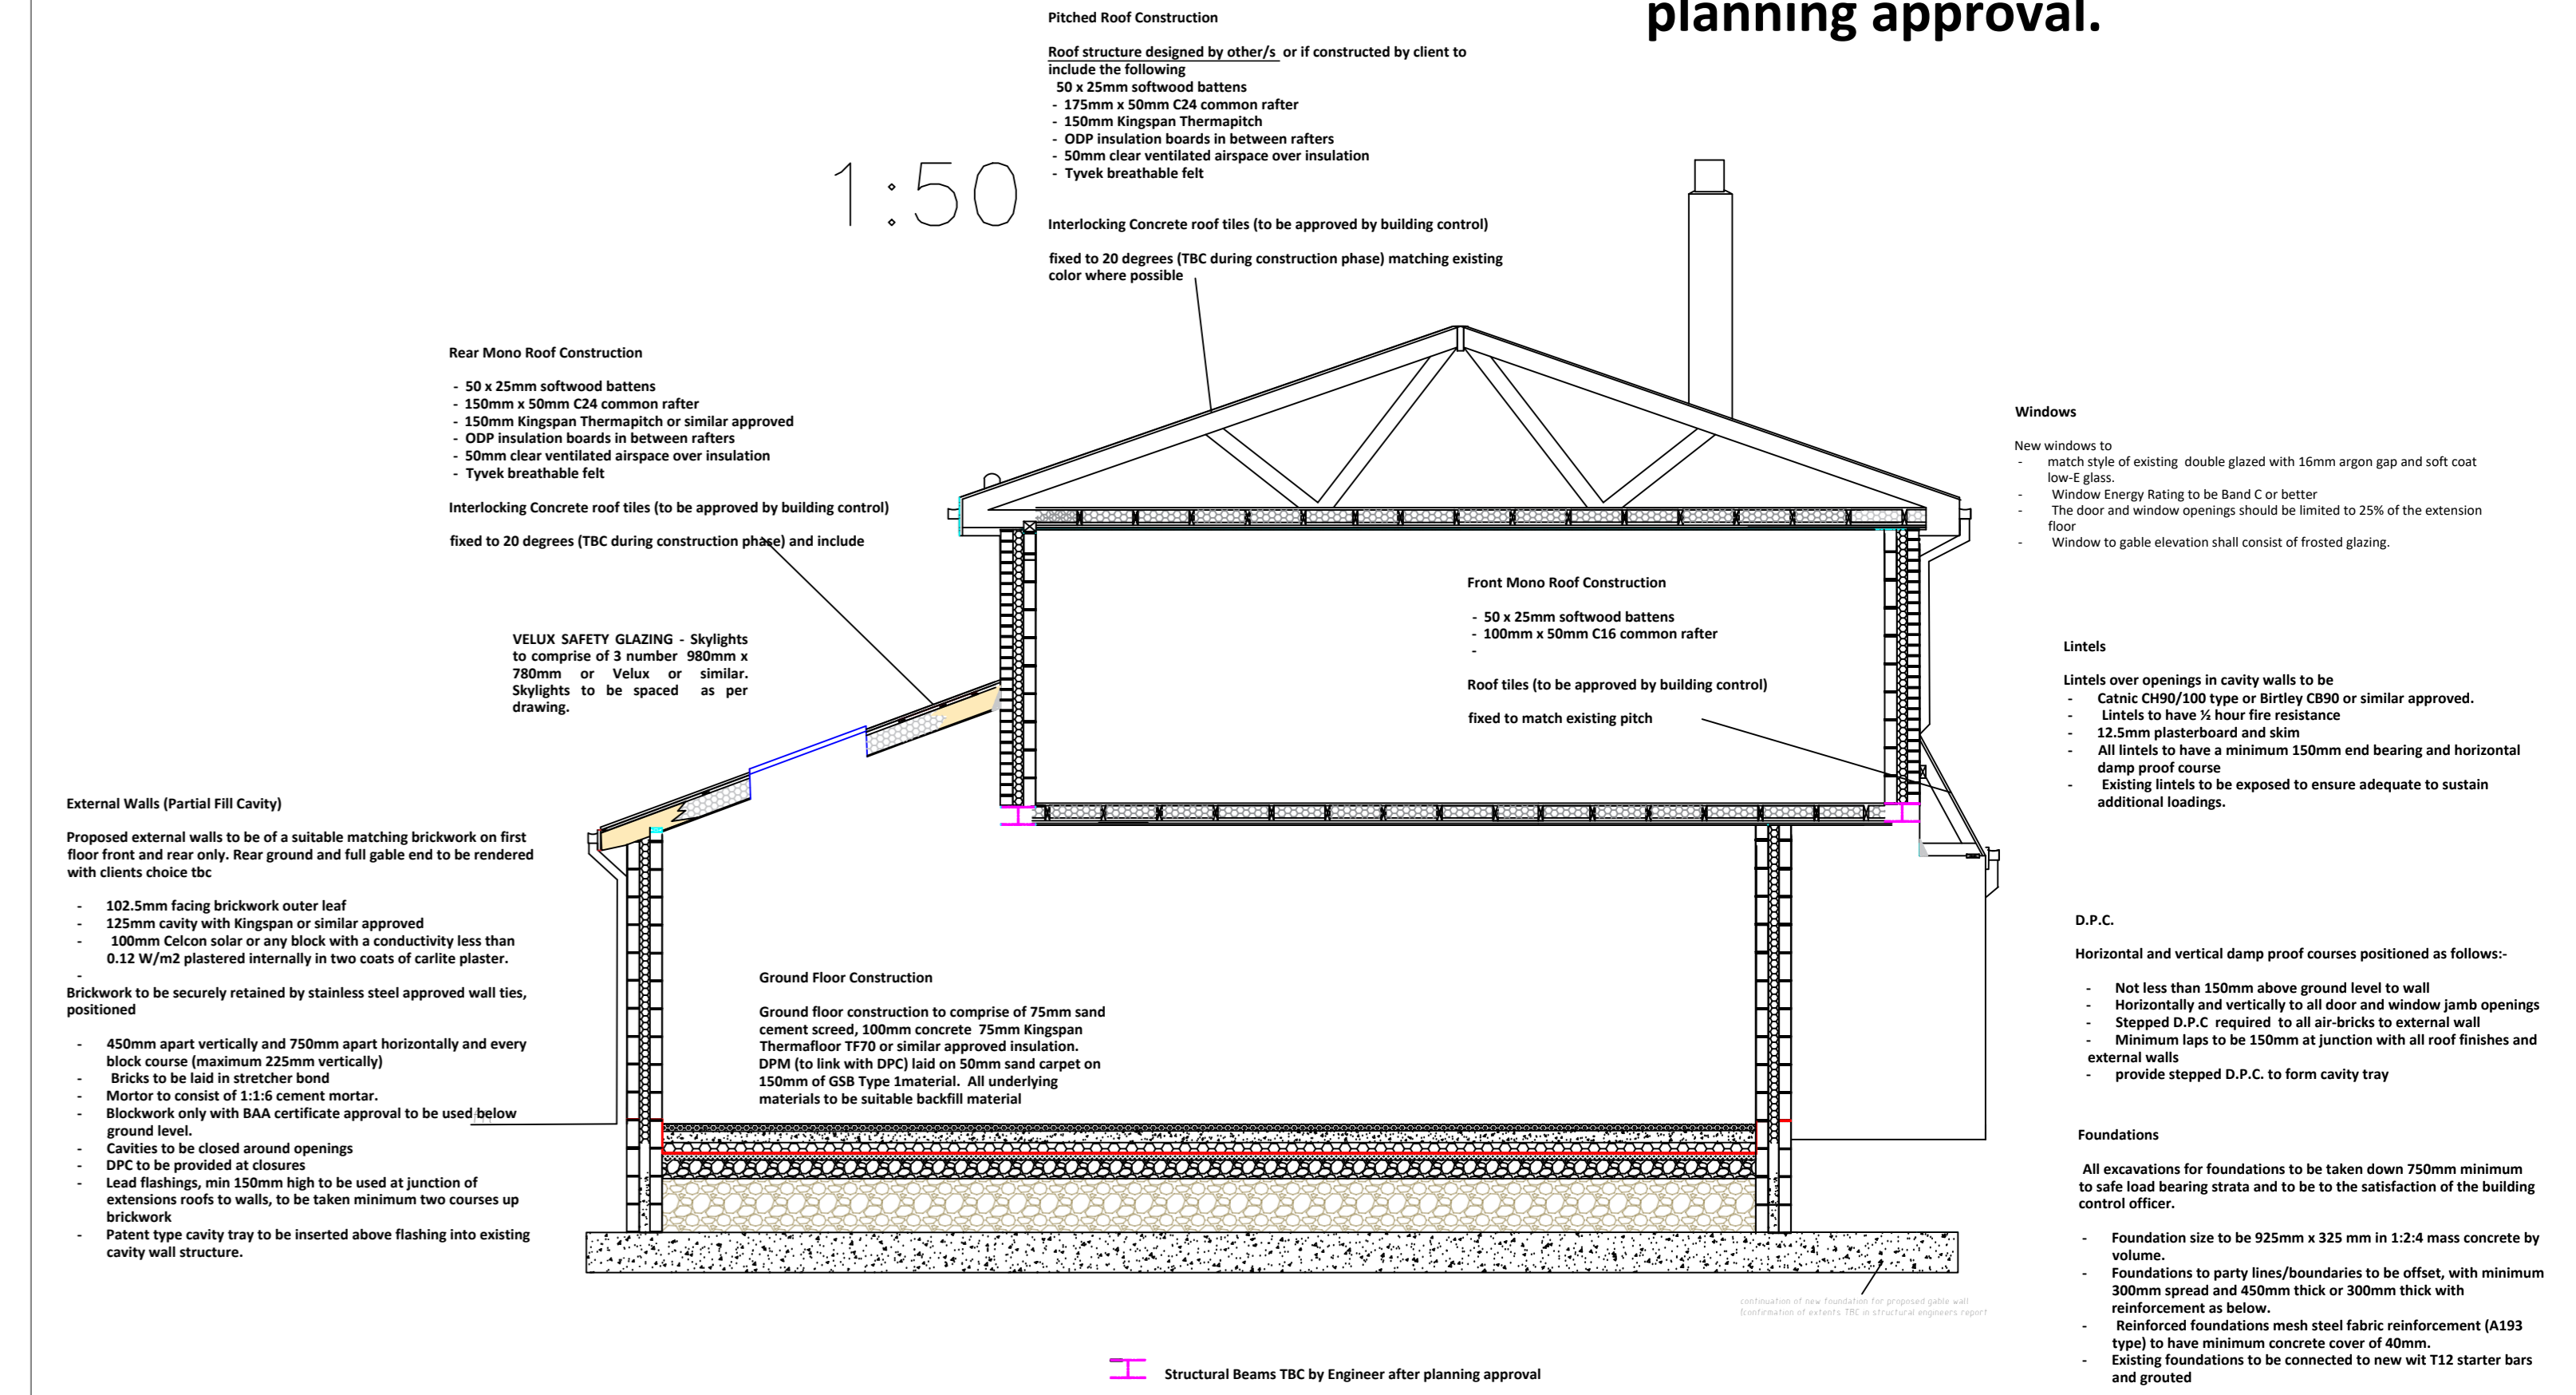 planning approval.
Pitched Roof Construction
Roof structure designed by other/s or if constructed by client to
include the following
50 x 25mm softwood battens
- 175mm x 50mm C24 common rafter
- 150mm Kingspan Thermapitch
- ODP insulation boards in between rafters
- 50mm clear ventilated airspace over insulation
- Tyvek breathable felt
1:50
Interlocking Concrete roof tiles (to be approved by building control)
fixed to 20 degrees (TBC during construction phase) matching existing
color where possible
Rear Mono Roof Construction
- 50 x 25mm softwood battens
- 150mm x 50mm C24 common rafter
- 150mm Kingspan Thermapitch or similar approved
- ODP insulation boards in between rafters
- 50mm clear ventilated airspace over insulation
- Tyvek breathable felt
Interlocking Concrete roof tiles (to be approved by building control)
fixed to 20 degrees (TBC during construction phase) and include
VELUX SAFETY GLAZING - Skylights
to comprise of 3 number 980mm x
780mm or Velux or similar.
Skylights to be spaced as per
drawing.
Windows
New windows to
- match style of existing double glazed with 16mm argon gap and soft coat
low-E glass.
- Window Energy Rating to be Band C or better
- The door and window openings should be limited to 25% of the extension
floor
- Window to gable elevation shall consist of frosted glazing.
Front Mono Roof Construction
- 50 x 25mm softwood battens
- 100mm x 50mm C16 common rafter
-
Roof tiles (to be approved by building control)
fixed to match existing pitch
Lintels
Lintels over openings in cavity walls to be
- Catnic CH90/100 type or Birtley CB90 or similar approved.
- Lintels to have ½ hour fire resistance
- 12.5mm plasterboard and skim
- All lintels to have a minimum 150mm end bearing and horizontal
damp proof course
- Existing lintels to be exposed to ensure adequate to sustain
additional loadings.
External Walls (Partial Fill Cavity)
Proposed external walls to be of a suitable matching brickwork on first
floor front and rear only. Rear ground and full gable end to be rendered
with clients choice tbc
- 102.5mm facing brickwork outer leaf
- 125mm cavity with Kingspan or similar approved
- 100mm Celcon solar or any block with a conductivity less than
0.12 W/m2 plastered internally in two coats of carlite plaster.
-
Brickwork to be securely retained by stainless steel approved wall ties,
positioned
- 450mm apart vertically and 750mm apart horizontally and every
block course (maximum 225mm vertically)
- Bricks to be laid in stretcher bond
- Mortor to consist of 1:1:6 cement mortar.
- Blockwork only with BAA certificate approval to be used below
ground level.
- Cavities to be closed around openings
- DPC to be provided at closures
- Lead flashings, min 150mm high to be used at junction of
extensions roofs to walls, to be taken minimum two courses up
brickwork
- Patent type cavity tray to be inserted above flashing into existing
cavity wall structure.
Ground Floor Construction
Ground floor construction to comprise of 75mm sand
cement screed, 100mm concrete 75mm Kingspan
Thermafloor TF70 or similar approved insulation.
DPM (to link with DPC) laid on 50mm sand carpet on
150mm of GSB Type 1material. All underlying
materials to be suitable backfill material
D.P.C.
Horizontal and vertical damp proof courses positioned as follows:-
- Not less than 150mm above ground level to wall
- Horizontally and vertically to all door and window jamb openings
- Stepped D.P.C required to all air-bricks to external wall
- Minimum laps to be 150mm at junction with all roof finishes and
external walls
- provide stepped D.P.C. to form cavity tray
Foundations
All excavations for foundations to be taken down 750mm minimum
to safe load bearing strata and to be to the satisfaction of the building
control officer.
- Foundation size to be 925mm x 325 mm in 1:2:4 mass concrete by
volume.
- Foundations to party lines/boundaries to be offset, with minimum
300mm spread and 450mm thick or 300mm thick with
reinforcement as below.
- Reinforced foundations mesh steel fabric reinforcement (A193
type) to have minimum concrete cover of 40mm.
- Existing foundations to be connected to new wit T12 starter bars
and grouted
continuation of new foundation for proposed gable wall
(confirmation of extents TBC in structural engineers report
Structural Beams TBC by Engineer after planning approval